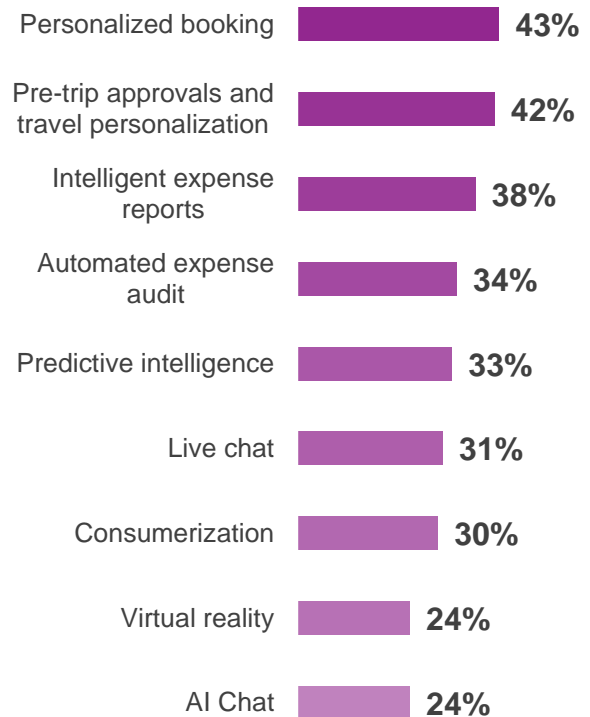 Personalized booking 43%
Pre-trip approvals and
travel personalization 42%
Intelligent expense
reports 38%
Automated expense
audit 34%
Predictive intelligence 33%
Live chat 31%
Consumerization 30%
Virtual reality 24%
AI Chat 24%